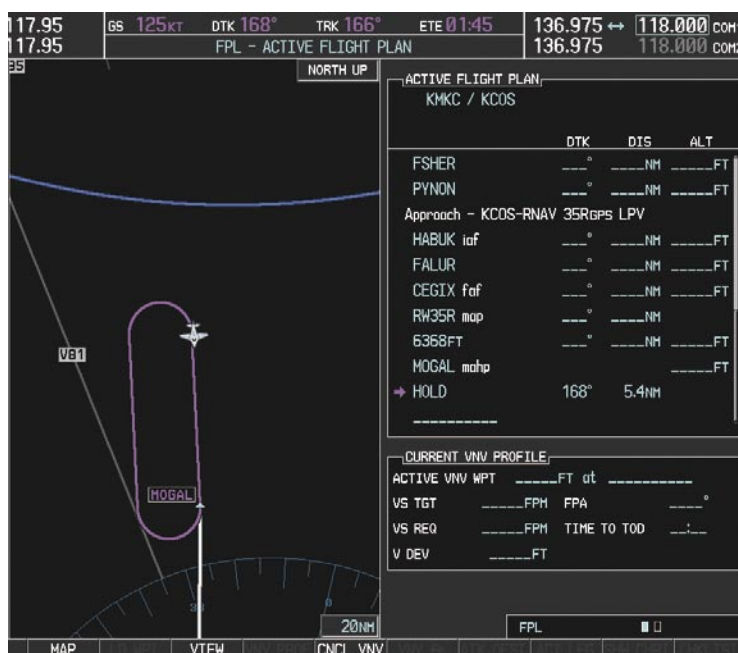 117.95 GS 125KT DTK 168° TRK 166° ETE 01:45 136.975 ↔ 118.000 COM1
117.95 FPL - ACTIVE FLIGHT PLAN 136.975 118.000 COM2
NORTH UP
ACTIVE FLIGHT PLAN
KMKC / KCOS
DTK DIS ALT
FSHER ___° ____NM _____FT
PYNON ___° ____NM _____FT
Approach - KCOS-RNAV 35RGPS LPV
HABUK iaf ___° ____NM _____FT
FALUR ___° ____NM _____FT
CEGIX faf ___° ____NM _____FT
RW35R map ___° ____NM
6368FT ___° ____NM _____FT
MOGAL mahp _____FT
HOLD 168° 5.4NM
__________
CURRENT VNV PROFILE
ACTIVE VNV WPT _____FT at __________
VS TGT _____FPM FPA ____°
VS REQ _____FPM TIME TO TOD __:__
V DEV _____FT
V81
MOGAL
20NM
FPL
MAP VIEW CNCL VNV